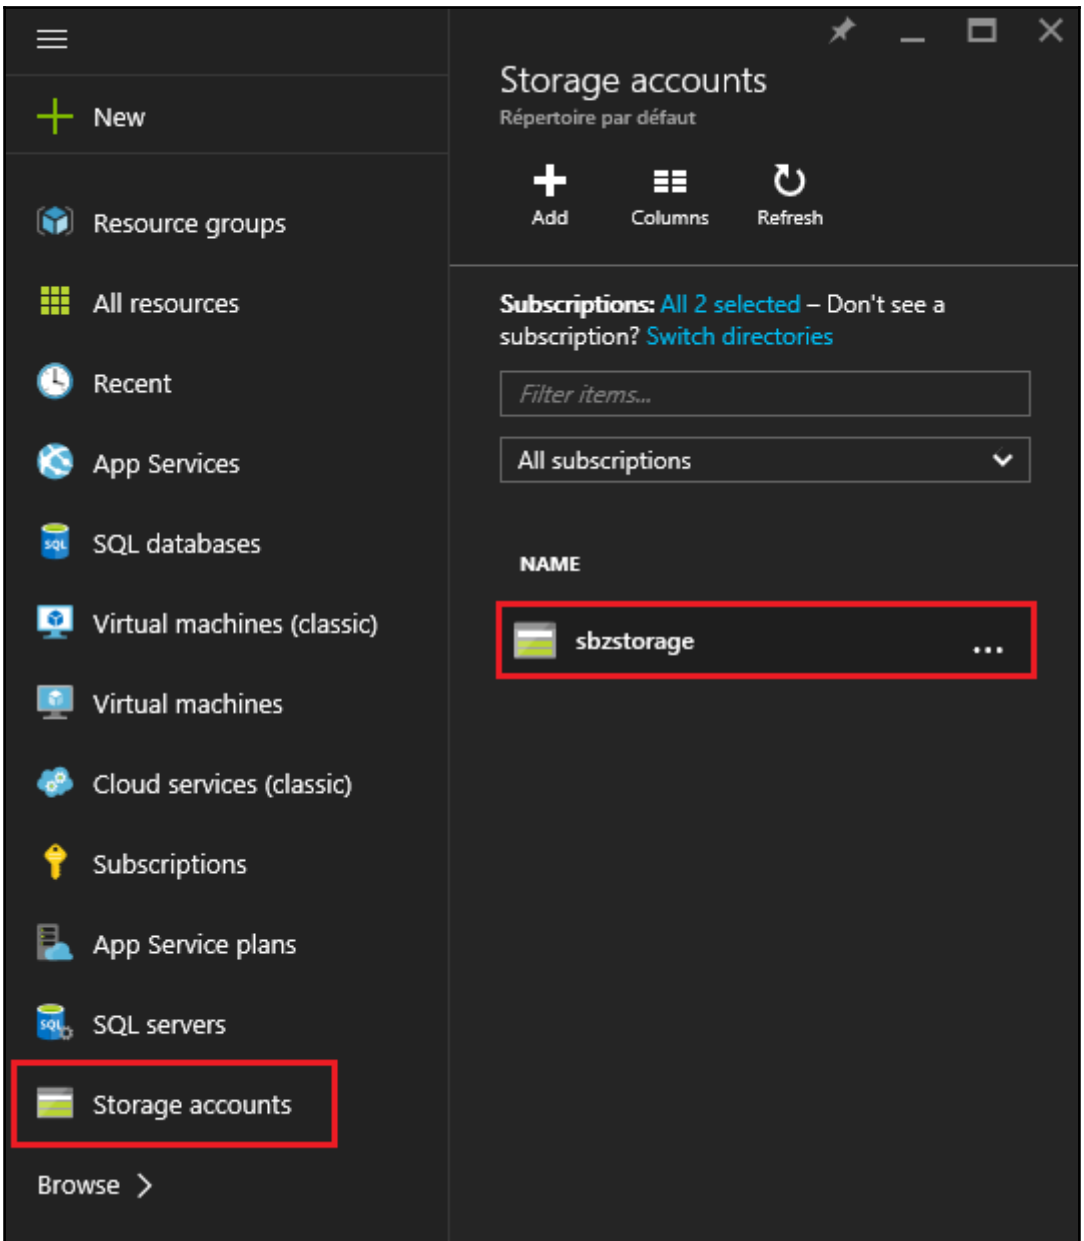 New
Resource groups
All resources
Recent
App Services
SQL databases
Virtual machines (classic)
Virtual machines
Cloud services (classic)
Subscriptions
App Service plans
SQL servers
Storage accounts
Browse
Storage accounts
Répertoire par défaut
Add
Columns
Refresh
Subscriptions: All 2 selected – Don't see a
subscription? Switch directories
Filter items...
All subscriptions
NAME
sbzstorage
...
SQL
SQL